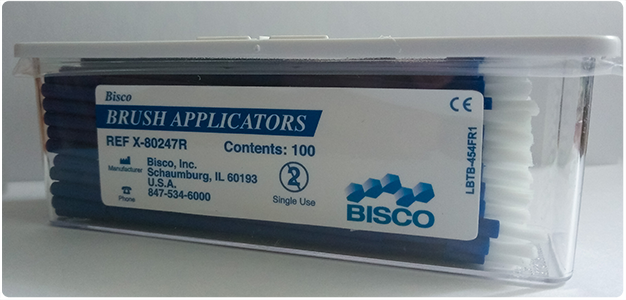 Bisco
BRUSH APPLICATORS
REF X-80247R Contents: 100
Manufacturer
Bisco, Inc.
Schaumburg, IL 60193
U.S.A.
Phone
847-534-6000
2
Single Use
BISCO
CE
LBTB-454FR1